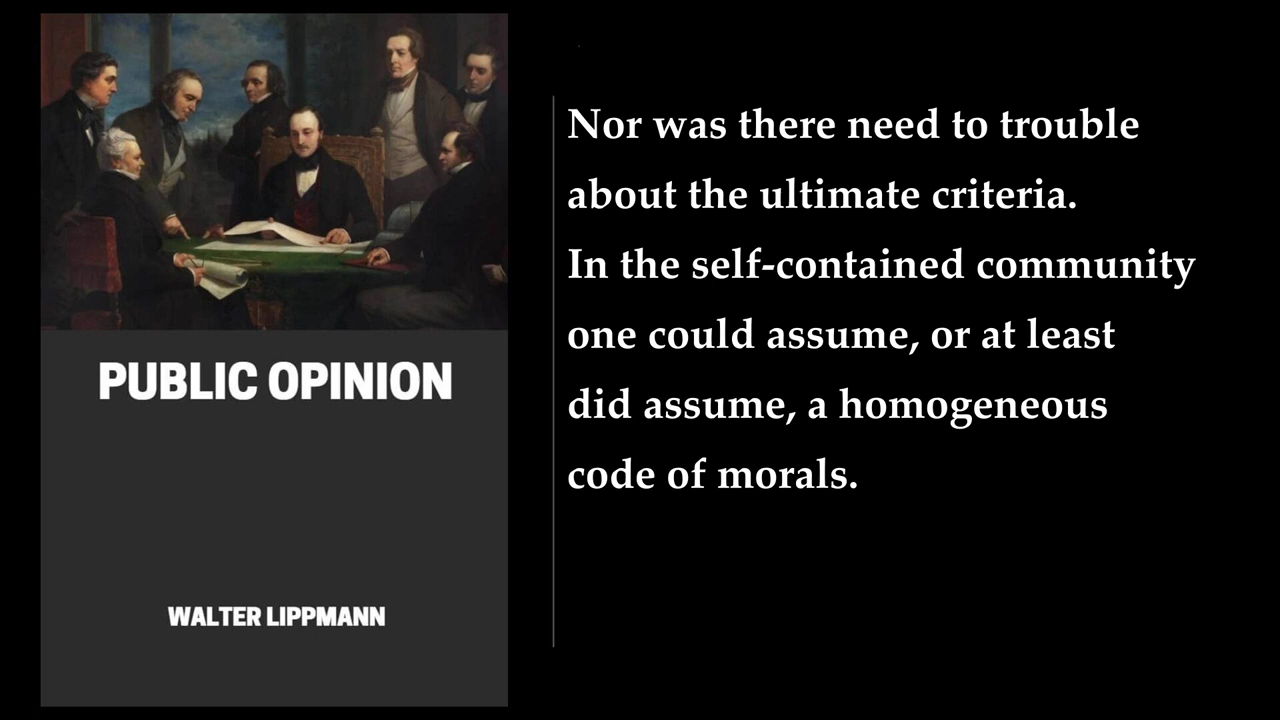 PUBLIC OPINION
WALTER LIPPMANN
Nor was there need to trouble
about the ultimate criteria.
In the self-contained community
one could assume, or at least
did assume, a homogeneous
code of morals.